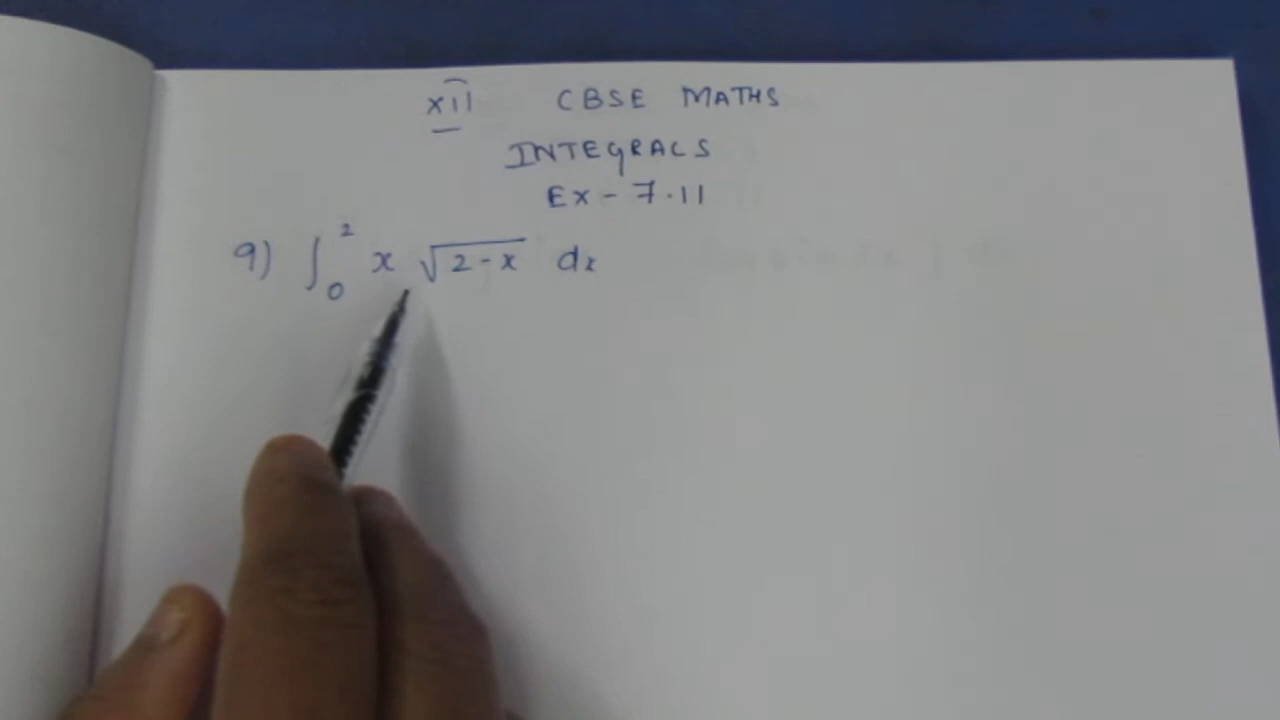 XII CBSE MATHS
INTEGRALS
Ex - 7.11
9) ∫₀² x √(2-x) dx